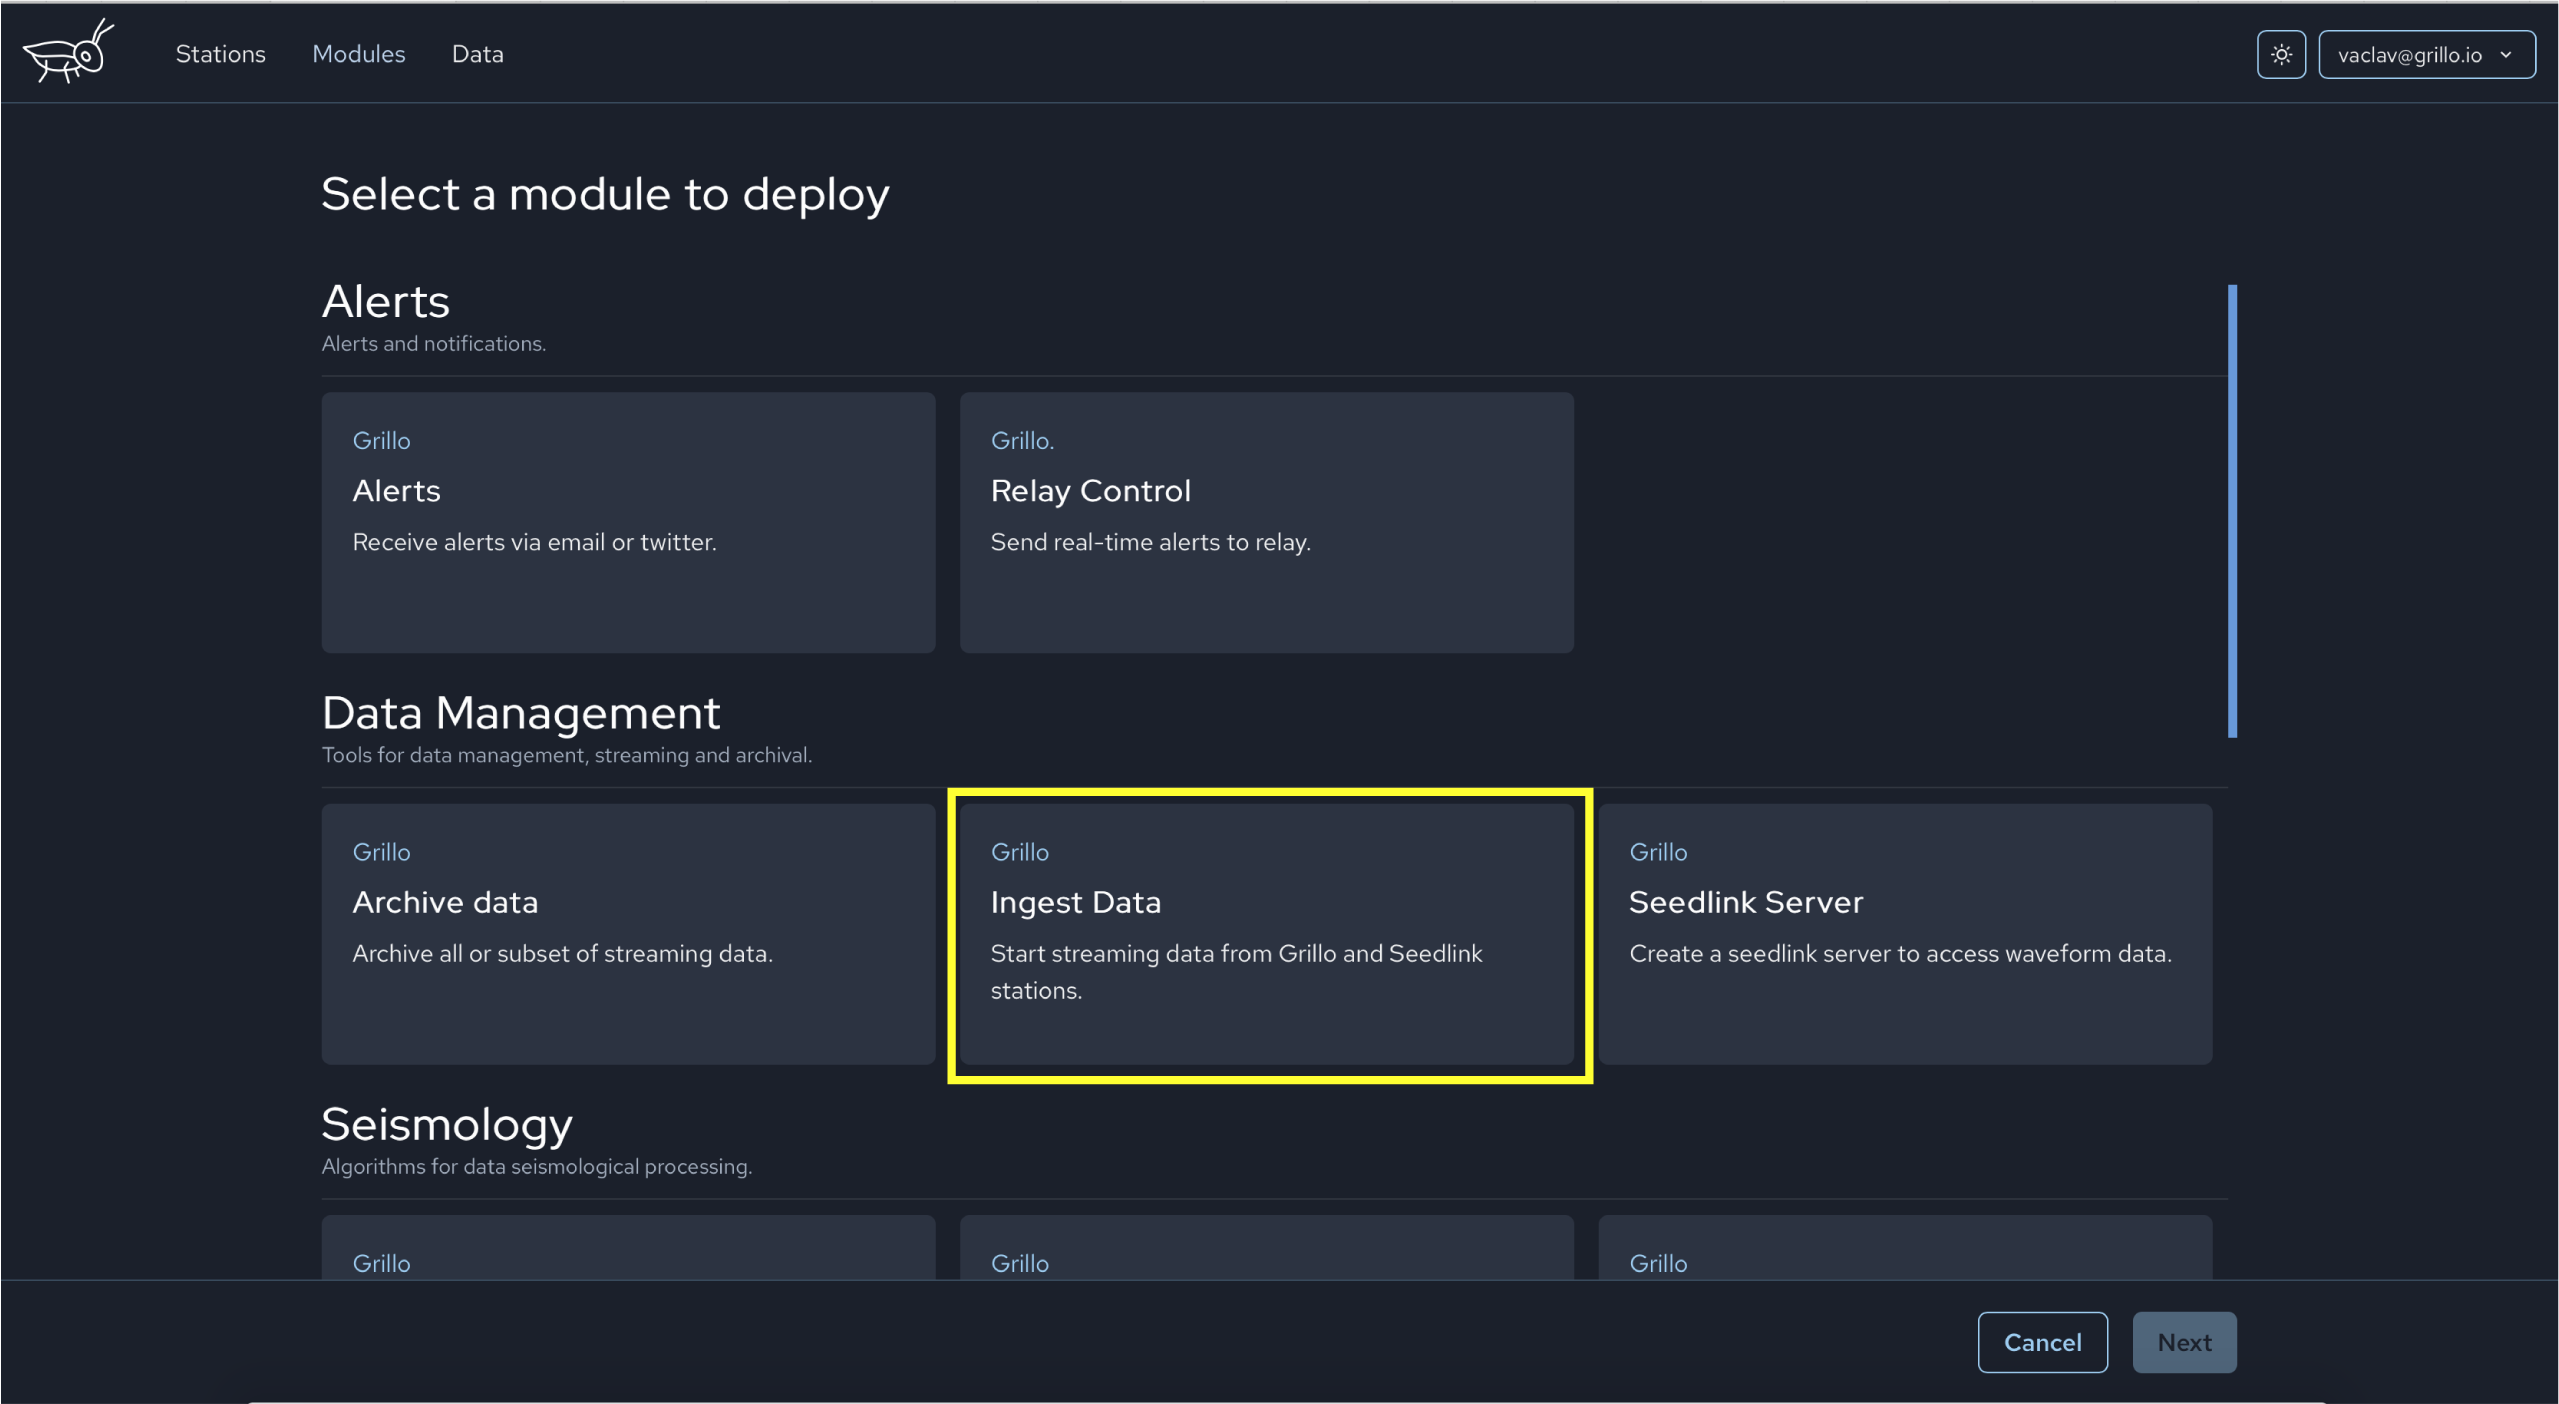 Stations
Modules
Data
vaclav@grillo.io
Select a module to deploy
Alerts
Alerts and notifications.
Grillo
Alerts
Receive alerts via email or twitter.
Grillo.
Relay Control
Send real-time alerts to relay.
Data Management
Tools for data management, streaming and archival.
Grillo
Archive data
Archive all or subset of streaming data.
Grillo
Ingest Data
Start streaming data from Grillo and Seedlink
stations.
Grillo
Seedlink Server
Create a seedlink server to access waveform data.
Seismology
Algorithms for data seismological processing.
Grillo
Grillo
Grillo
Cancel
Next